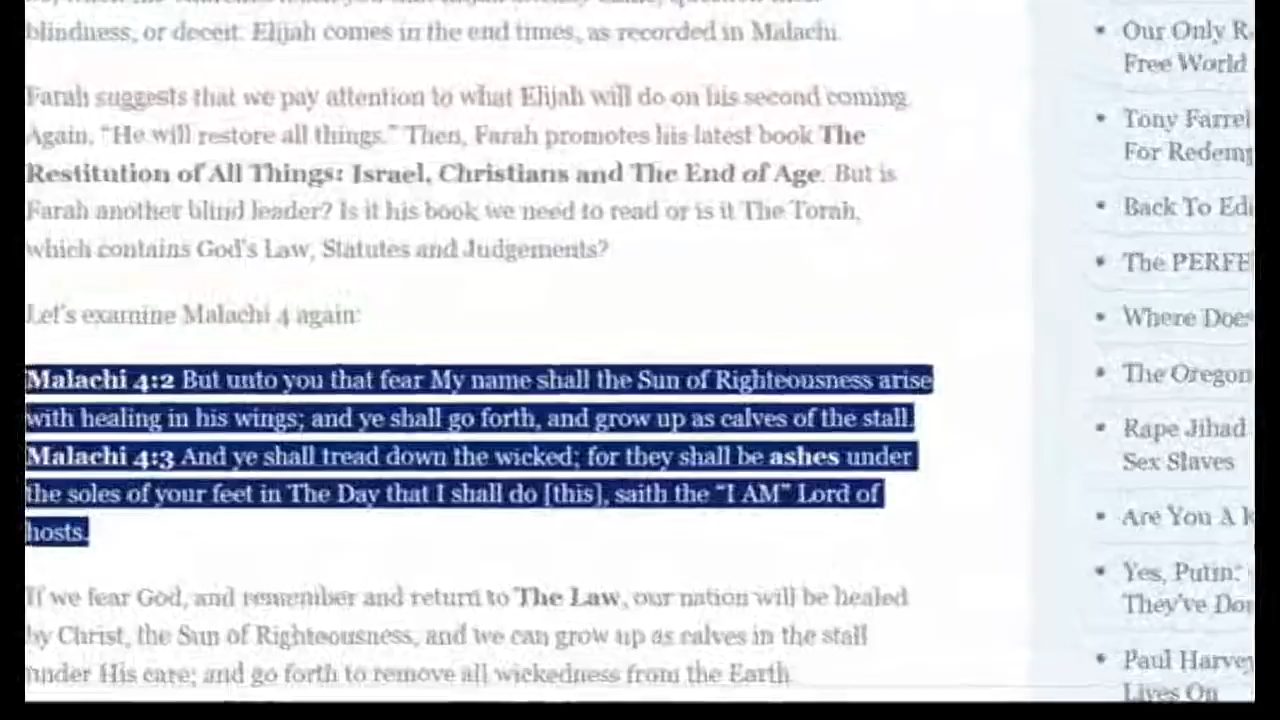 blindness, or deceit. Elijah comes in the end times, as recorded in Malachi.
Farah suggests that we pay attention to what Elijah will do on his second coming.
Again, “He will restore all things.” Then, Farah promotes his latest book The
Restitution of All Things: Israel, Christians and The End of Age. But is
Farah another blind leader? Is it his book we need to read or is it The Torah,
which contains God's Law, Statutes and Judgements?
Let's examine Malachi 4 again:
Malachi 4:2 But unto you that fear My name shall the Sun of Righteousness arise
with healing in his wings; and ye shall go forth, and grow up as calves of the stall.
Malachi 4:3 And ye shall tread down the wicked; for they shall be ashes under
the soles of your feet in The Day that I shall do [this], saith the “I AM” Lord of
hosts.
If we fear God, and remember and return to The Law, our nation will be healed
by Christ, the Sun of Righteousness, and we can grow up as calves in the stall
under His care; and go forth to remove all wickedness from the Earth
Our Only R
Free World
Tony Farrel
For Redem
Back To Ed
The PERFE
Where Does
The Oregon
Rape Jihad
Sex Slaves
Are You A
Yes, Putin:
They've Do
Paul Harvey
Lives On